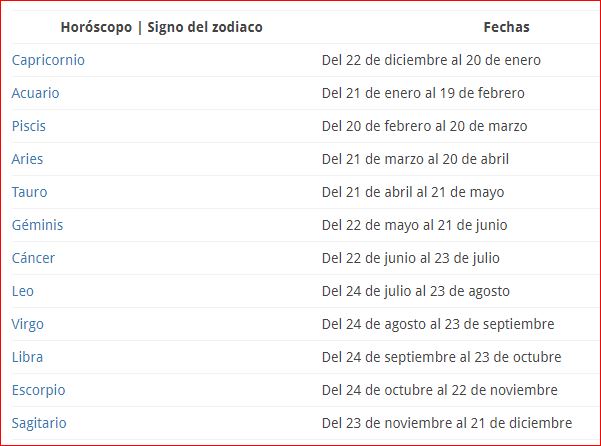 Horóscopo | Signo del zodiaco Fechas
Capricornio Del 22 de diciembre al 20 de enero
Acuario Del 21 de enero al 19 de febrero
Piscis Del 20 de febrero al 20 de marzo
Aries Del 21 de marzo al 20 de abril
Tauro Del 21 de abril al 21 de mayo
Géminis Del 22 de mayo al 21 de junio
Cáncer Del 22 de junio al 23 de julio
Leo Del 24 de julio al 23 de agosto
Virgo Del 24 de agosto al 23 de septiembre
Libra Del 24 de septiembre al 23 de octubre
Escorpio Del 24 de octubre al 22 de noviembre
Sagitario Del 23 de noviembre al 21 de diciembre